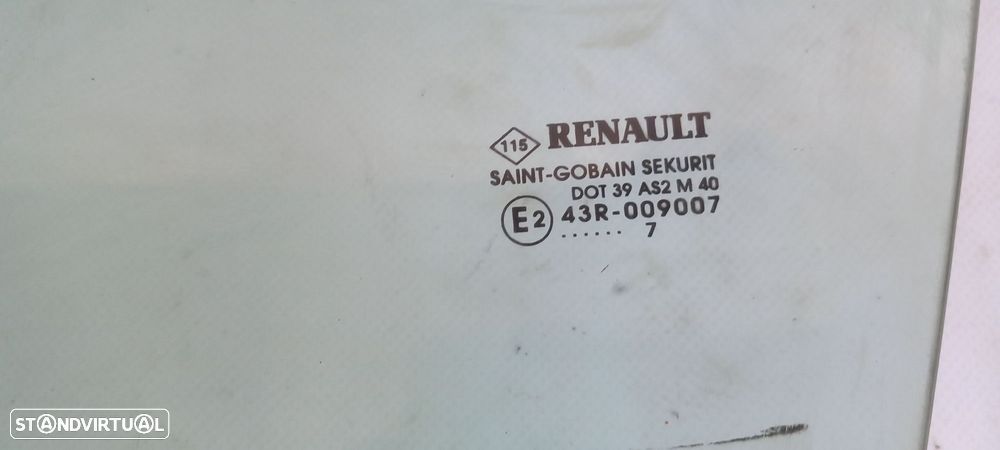 115 RENAULT
SAINT-GOBAIN SEKURIT
DOT 39 AS2 M 40
E2 43R-009007
...... 7
STANDVIRTUAL